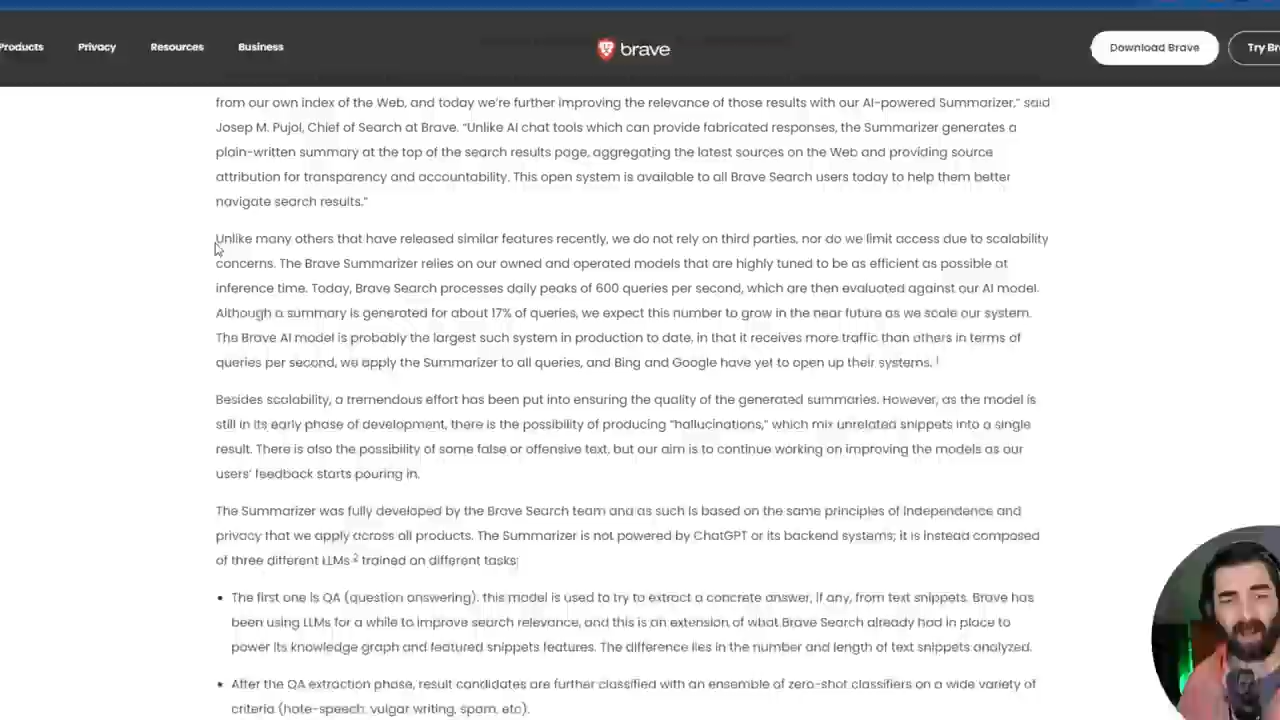 Products
Privacy
Resources
Business
brave
Download Brave
Try Br
from our own index of the Web, and today we're further improving the relevance of those results with our AI-powered Summarizer," said
Josep M. Pujol, Chief of Search at Brave. "Unlike AI chat tools which can provide fabricated responses, the Summarizer generates a
plain-written summary at the top of the search results page, aggregating the latest sources on the Web and providing source
attribution for transparency and accountability. This open system is available to all Brave Search users today to help them better
navigate search results."
Unlike many others that have released similar features recently, we do not rely on third parties, nor do we limit access due to scalability
concerns. The Brave Summarizer relies on our owned and operated models that are highly tuned to be as efficient as possible at
inference time. Today, Brave Search processes daily peaks of 600 queries per second, which are then evaluated against our AI model.
Although a summary is generated for about 17% of queries, we expect this number to grow in the near future as we scale our system.
The Brave AI model is probably the largest such system in production to date, in that it receives more traffic than others in terms of
queries per second, we apply the Summarizer to all queries, and Bing and Google have yet to open up their systems. 1
Besides scalability, a tremendous effort has been put into ensuring the quality of the generated summaries. However, as the model is
still in its early phase of development, there is the possibility of producing "hallucinations," which mix unrelated snippets into a single
result. There is also the possibility of some false or offensive text, but our aim is to continue working on improving the models as our
users' feedback starts pouring in.
The Summarizer was fully developed by the Brave Search team and as such is based on the same principles of independence and
privacy that we apply across all products. The Summarizer is not powered by ChatGPT or its backend systems; it is instead composed
of three different LLMs 2 trained on different tasks:
• The first one is QA (question answering). this model is used to try to extract a concrete answer, if any, from text snippets. Brave has
been using LLMs for a while to improve search relevance, and this is an extension of what Brave Search already had in place to
power its knowledge graph and featured snippets features. The difference lies in the number and length of text snippets analyzed.
• After the QA extraction phase, result candidates are further classified with an ensemble of zero-shot classifiers on a wide variety of
criteria (hate-speech, vulgar writing, spam, etc).